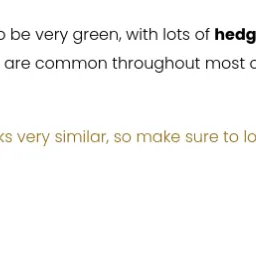 o be very green, with lots of hedg
are common throughout most o
ks very similar, so make sure to lo